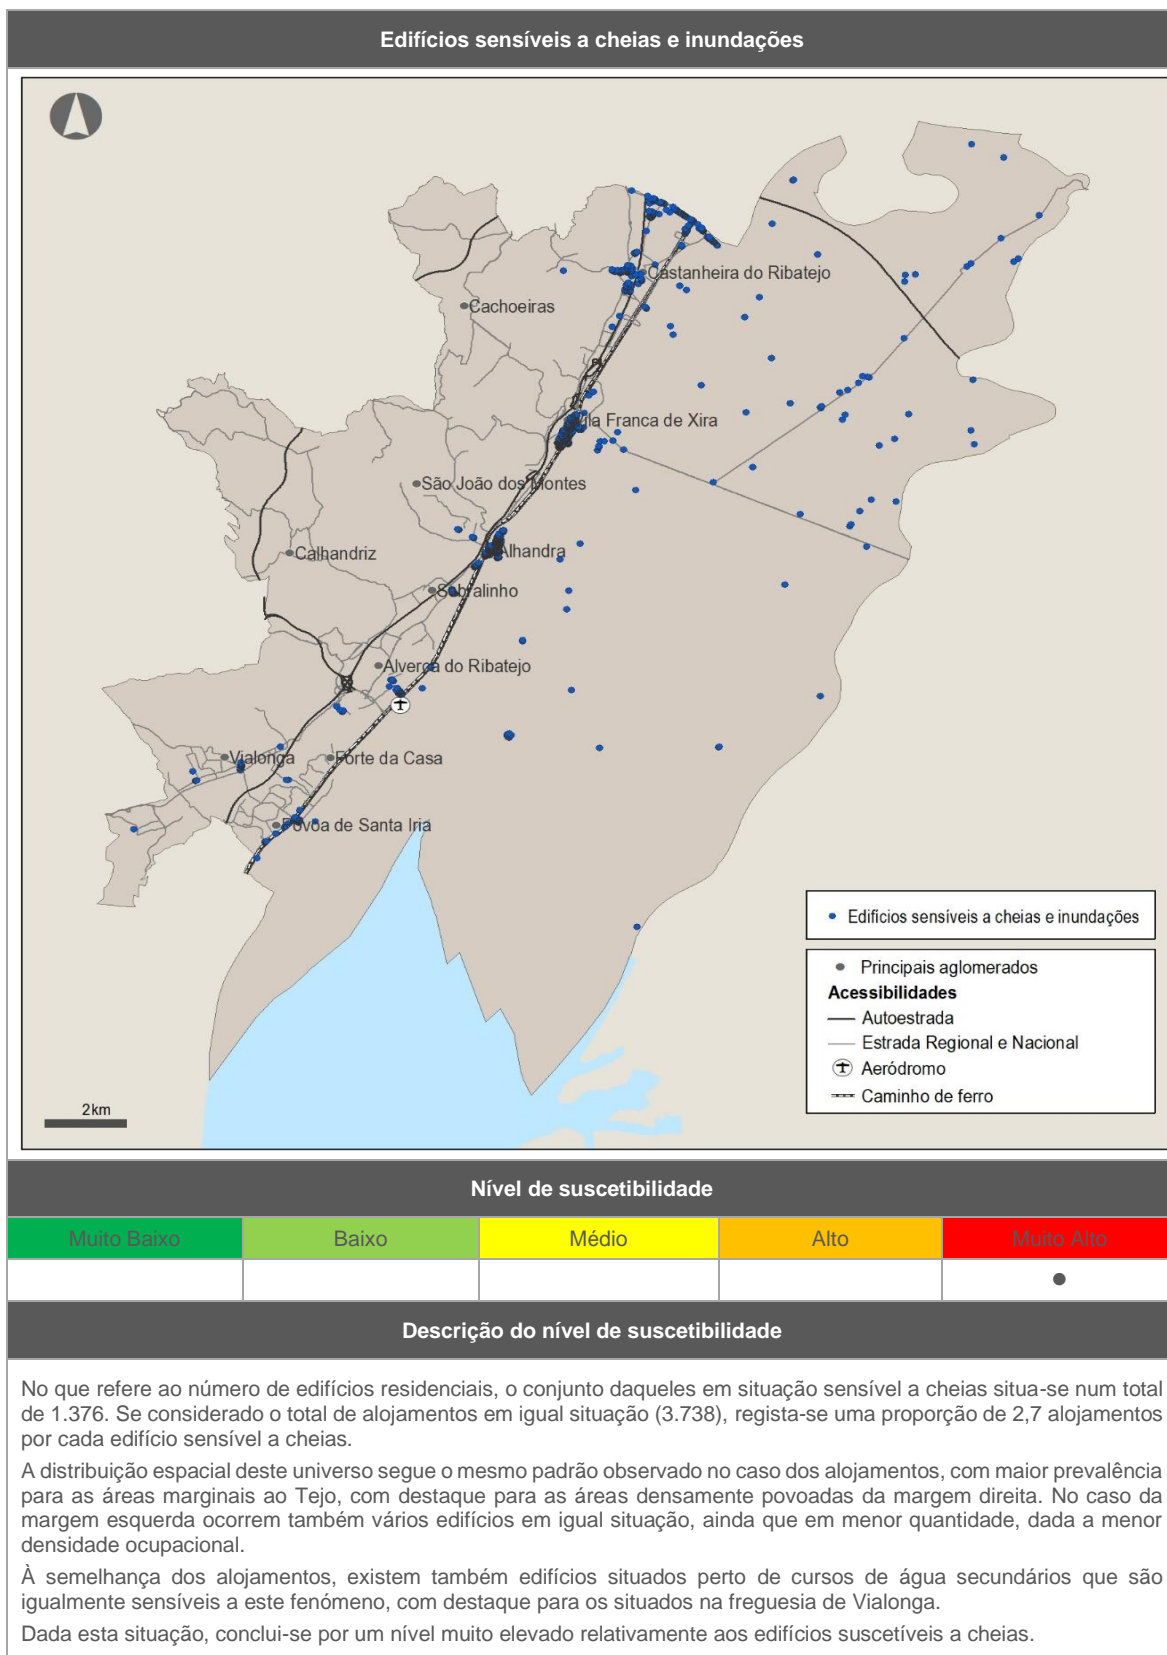 Edifícios sensíveis a cheias e inundações
Castanheira do Ribatejo
Cachoeiras
Vila Franca de Xira
São João dos Montes
Alhandra
Calhandriz
Sobralinho
Alverca do Ribatejo
Vialonga
Forte da Casa
Póvoa de Santa Iria
Edifícios sensíveis a cheias e inundações
Principais aglomerados
Acessibilidades
Autoestrada
Estrada Regional e Nacional
Aeródromo
Caminho de ferro
2km
Nível de suscetibilidade
Muito Baixo
Baixo
Médio
Alto
Muito Alto
Descrição do nível de suscetibilidade
No que refere ao número de edifícios residenciais, o conjunto daqueles em situação sensível a cheias situa-se num total
de 1.376. Se considerado o total de alojamentos em igual situação (3.738), regista-se uma proporção de 2,7 alojamentos
por cada edifício sensível a cheias.
A distribuição espacial deste universo segue o mesmo padrão observado no caso dos alojamentos, com maior prevalência
para as áreas marginais ao Tejo, com destaque para as áreas densamente povoadas da margem direita. No caso da
margem esquerda ocorrem também vários edifícios em igual situação, ainda que em menor quantidade, dada a menor
densidade ocupacional.
À semelhança dos alojamentos, existem também edifícios situados perto de cursos de água secundários que são
igualmente sensíveis a este fenómeno, com destaque para os situados na freguesia de Vialonga.
Dada esta situação, conclui-se por um nível muito elevado relativamente aos edifícios suscetíveis a cheias.